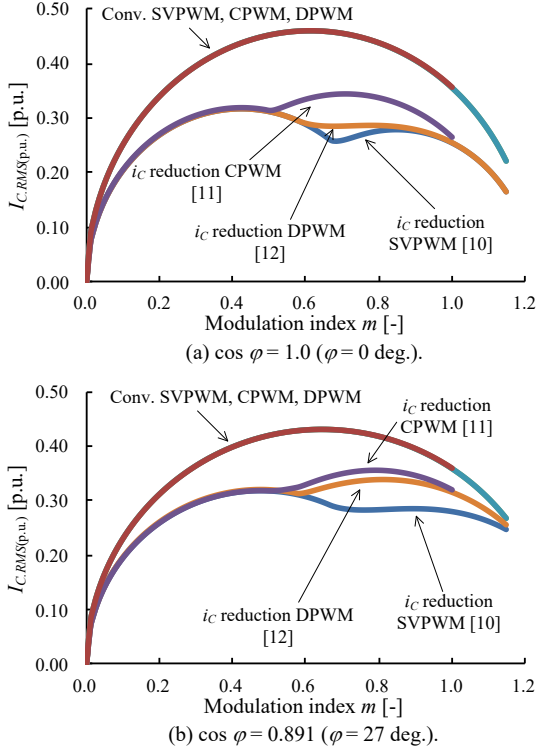 Conv. SVPWM, CPWM, DPWM
0.50
0.40
0.30
0.20
0.10
0.00
I_C.RMS(p.u.) [p.u.]
i_C reduction CPWM
[11]
i_C reduction DPWM
[12]
i_C reduction
SVPWM [10]
0.0 0.2 0.4 0.6 0.8 1.0 1.2
Modulation index m [-]
(a) cos φ = 1.0 (φ = 0 deg.).
Conv. SVPWM, CPWM, DPWM
0.50
0.40
0.30
0.20
0.10
0.00
I_C.RMS(p.u.) [p.u.]
i_C reduction
CPWM [11]
i_C reduction DPWM
[12]
i_C reduction
SVPWM [10]
0.0 0.2 0.4 0.6 0.8 1.0 1.2
Modulation index m [-]
(b) cos φ = 0.891 (φ = 27 deg.).